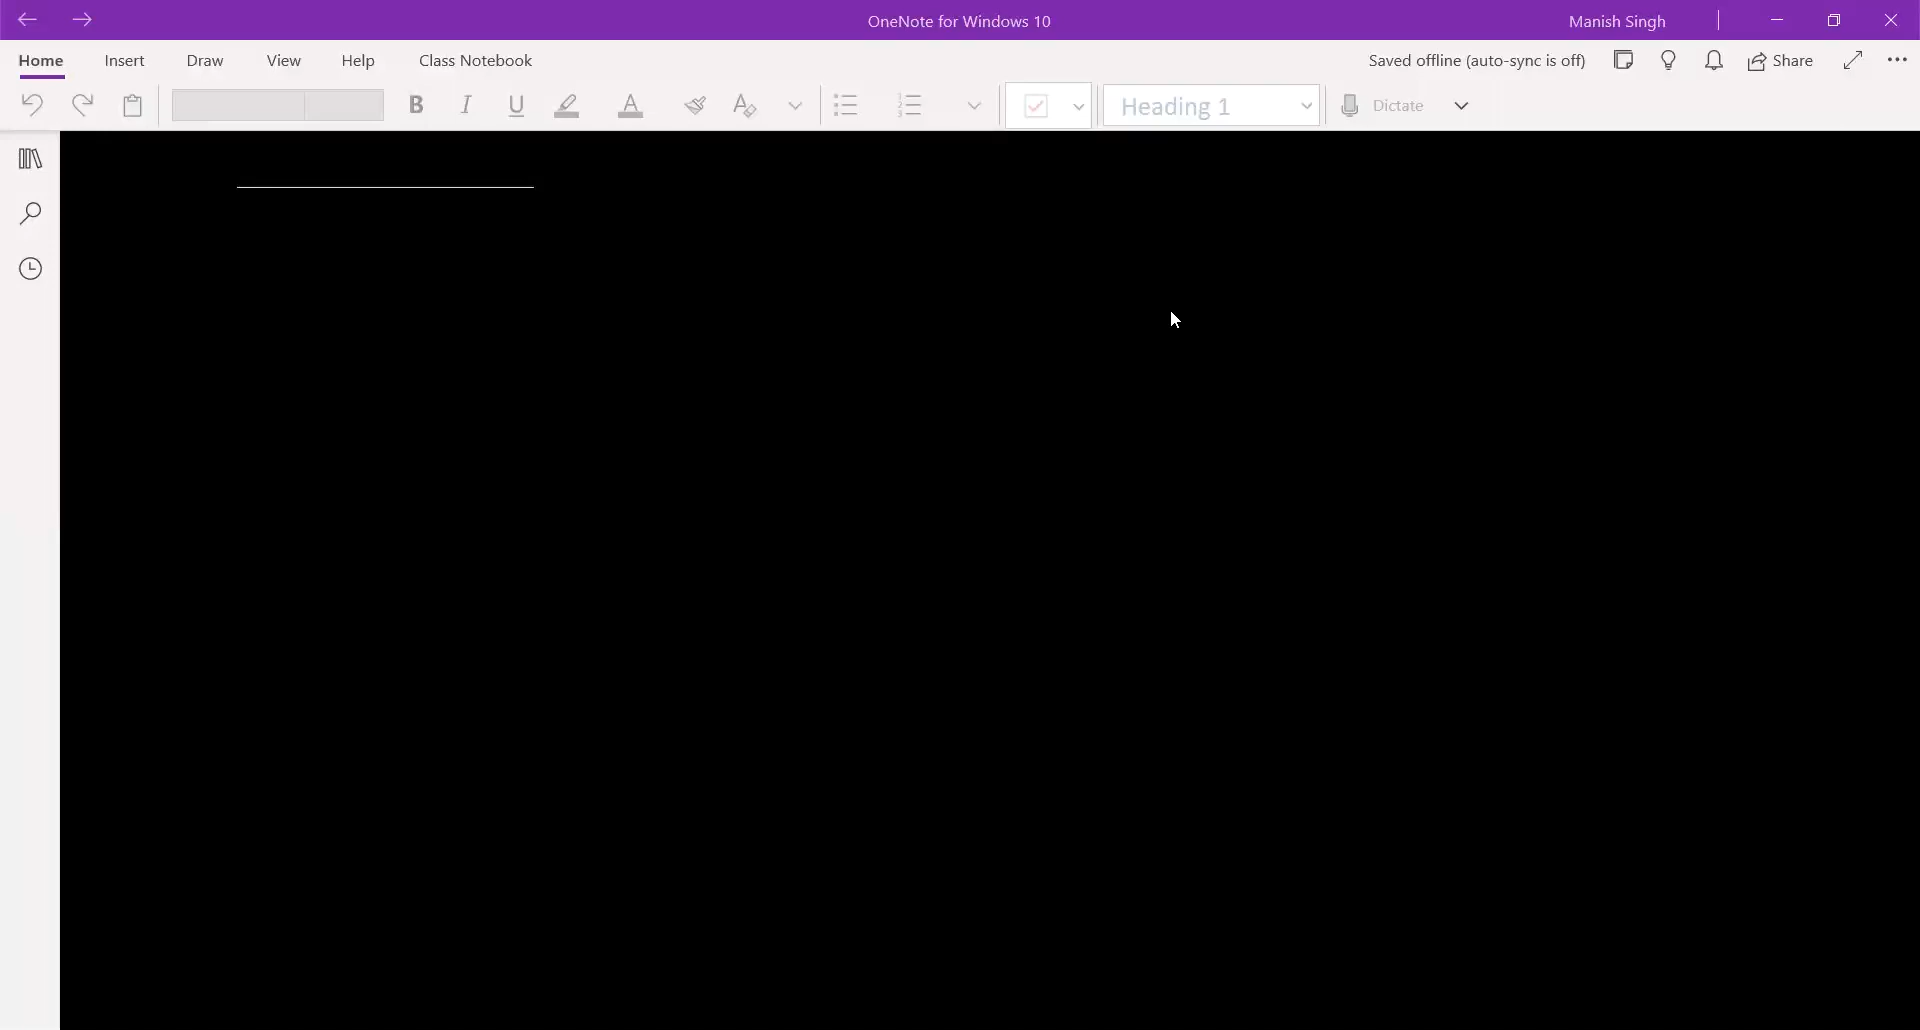 OneNote for Windows 10
Manish Singh
Home Insert Draw View Help Class Notebook
Saved offline (auto-sync is off) Share
B I U A A Heading 1 Dictate